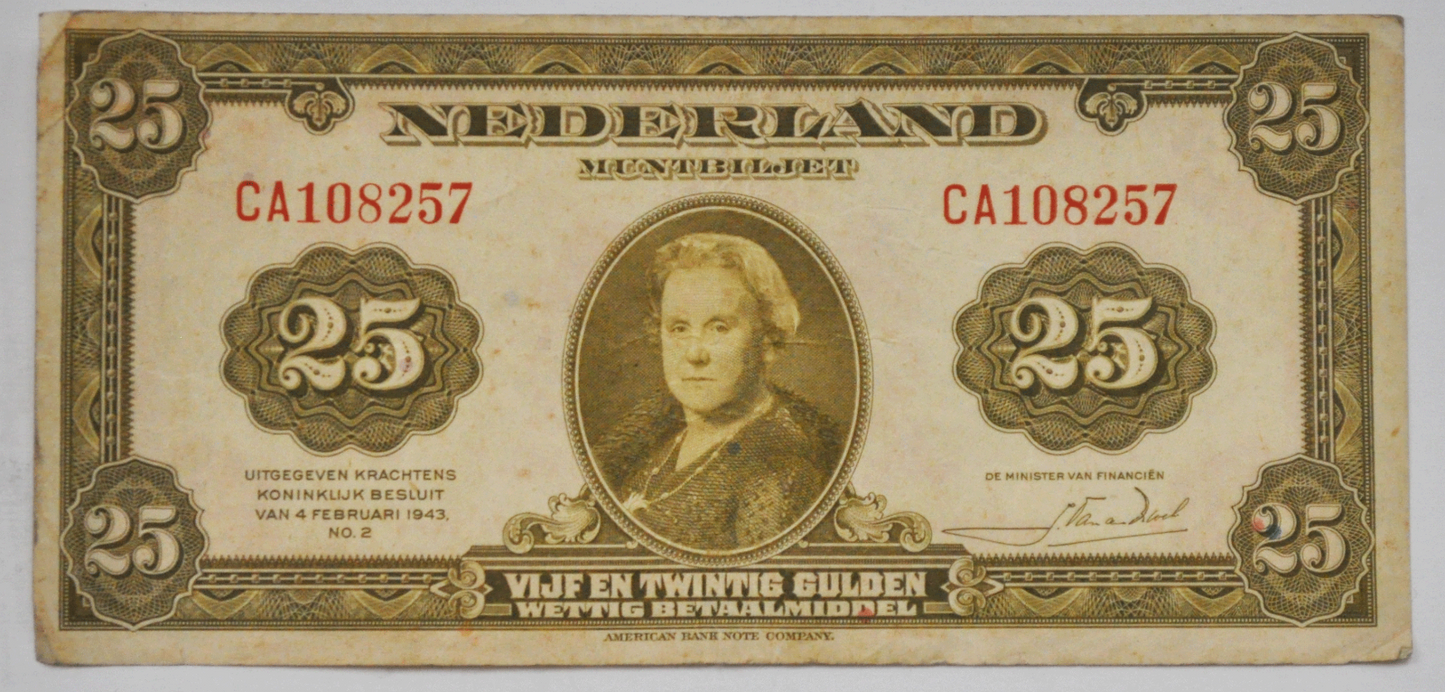 25 25
NEDERLAND
MUNTBILJET
CA108257 CA108257
25 25
UITGEGEVEN KRACHTENS
KONINKLIJK BESLUIT
VAN 4 FEBRUARI 1943.
NO. 2
DE MINISTER VAN FINANCIËN
25 25
VIJF EN TWINTIG GULDEN
WETTIG BETAALMIDDEL
AMERICAN BANK NOTE COMPANY.